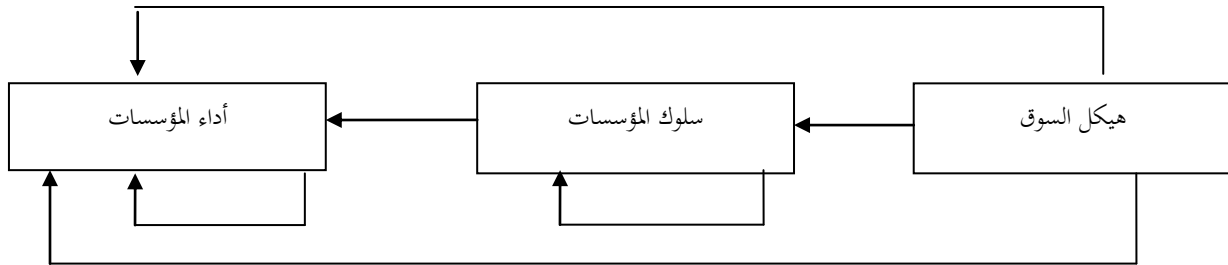 هيكل السوق
سلوك المؤسسات
أداء المؤسسات